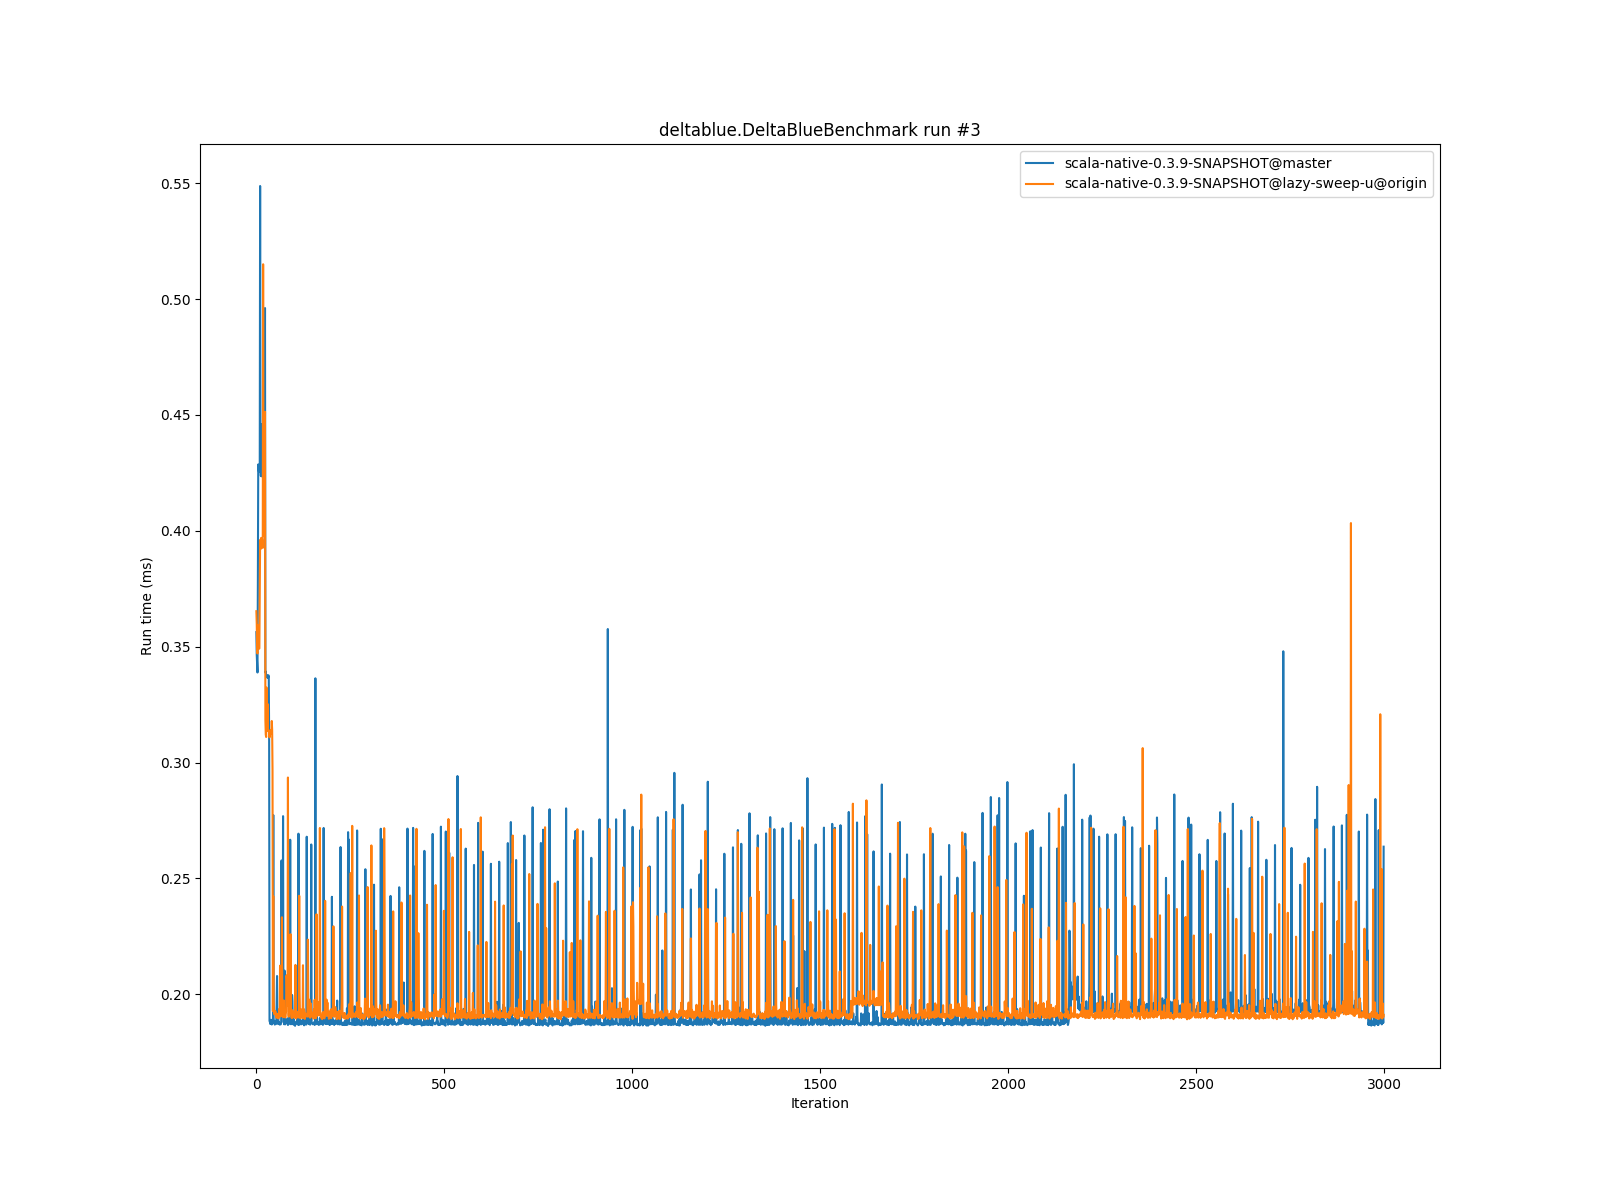 deltablue.DeltaBlueBenchmark run #3
scala-native-0.3.9-SNAPSHOT@master
scala-native-0.3.9-SNAPSHOT@lazy-sweep-u@origin
0.55
0.50
0.45
0.40
0.35
0.30
0.25
0.20
Run time (ms)
0 500 1000 1500 2000 2500 3000
Iteration